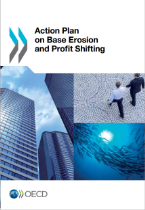 Action Plan
on Base Erosion
and Profit Shifting
OECD